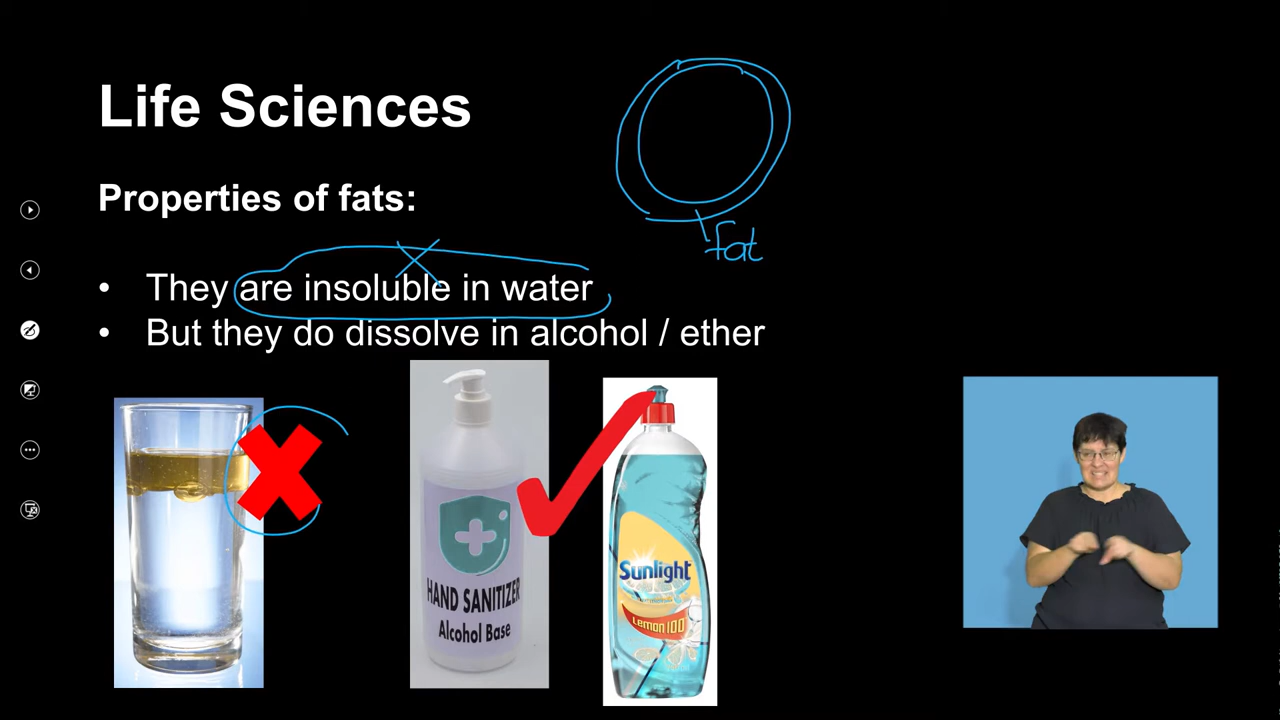 Life Sciences
Properties of fats:
fat
• They are insoluble in water
• But they do dissolve in alcohol / ether
HAND SANITIZER
Alcohol Base
Sunlight
LEMON 100